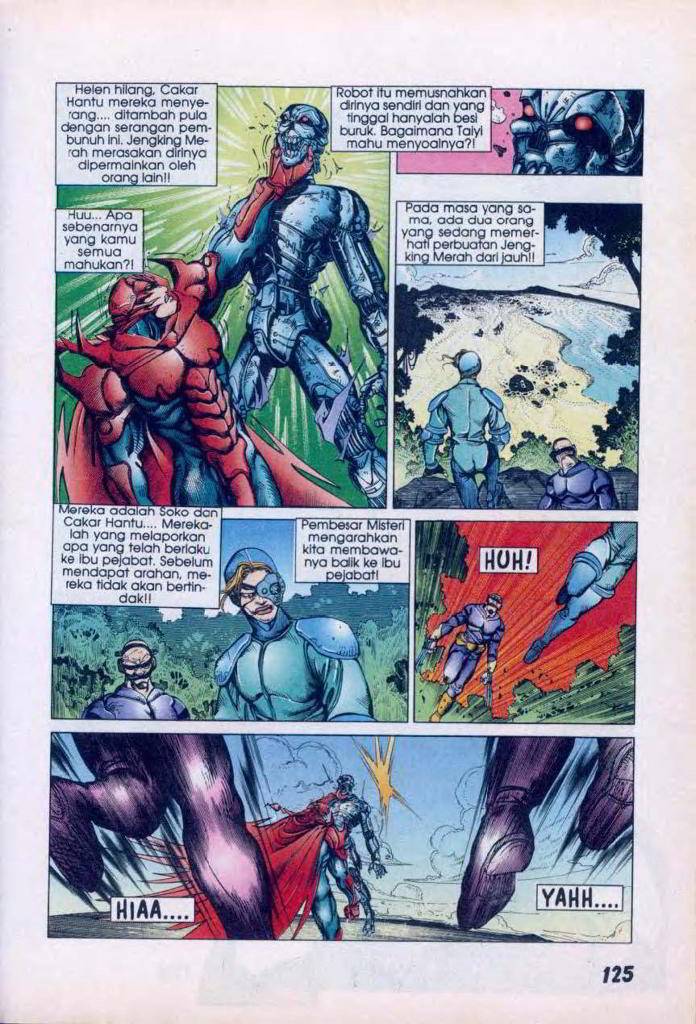 Helen hilang, Cakar
Hantu mereka menye-
rang.... ditambah pula
dengan serangan pem-
bunuh ini. Jengking Me-
rah merasakan dirinya
dipermainkan oleh
orang lain!!
Robot itu memusnahkan
dirinya sendiri dan yang
tinggal hanyalah besi
buruk. Bagaimana Taiyi
mahu menyoalnya?!
Huu... Apa
sebenarnya
yang kamu
semua
mahukan?!
Pada masa yang sa-
ma, ada dua orang
yang sedang memer-
hati perbuatan Jeng-
king Merah dari jauh!!
Mereka adalah Soko dan
Cakar Hantu.... Mereka-
lah yang melaporkan
apa yang telah berlaku
ke ibu pejabat. Sebelum
mendapat arahan, me-
reka tidak akan bertin-
dak!!
Pembesar Misteri
mengarahkan
kita membawa-
nya balik ke ibu
pejabat!
HUH!
HIAA....
YAHH....
125